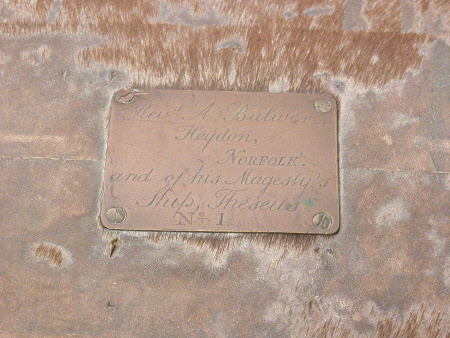 Revd. A. Bulwer
Heydon,
NORFOLK.
and of his Magesty's
Ship, Theseus
No. 1